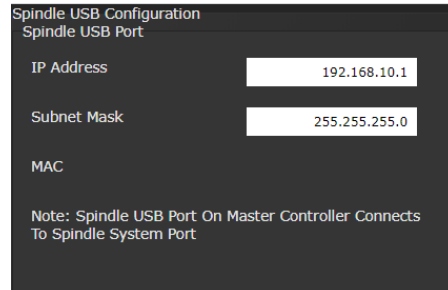 Spindle USB Configuration
Spindle USB Port
IP Address
192.168.10.1
Subnet Mask
255.255.255.0
MAC
Note: Spindle USB Port On Master Controller Connects
To Spindle System Port